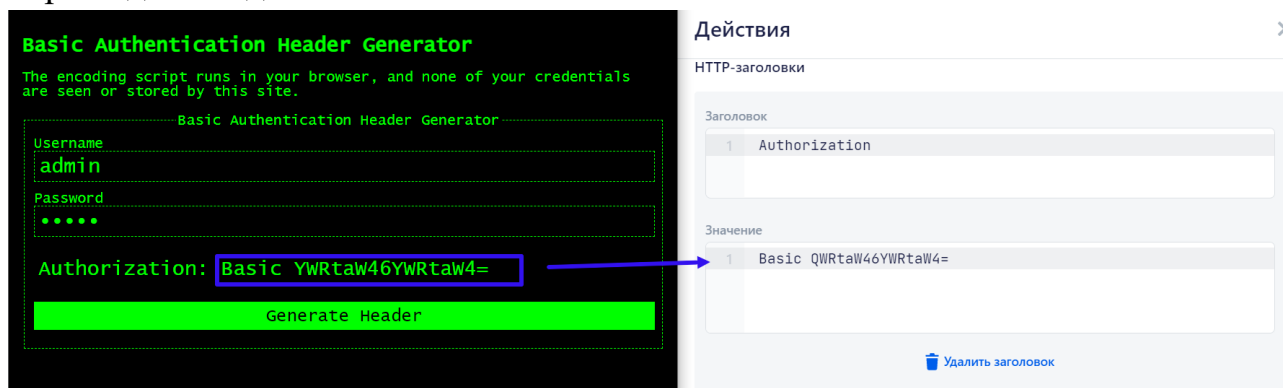 Basic Authentication Header Generator
The encoding script runs in your browser, and none of your credentials
are seen or stored by this site.
Basic Authentication Header Generator
Username
admin
Password
•••••
Authorization: Basic YWRtaW46YWRtaW4=
Generate Header
Действия
HTTP-заголовки
Заголовок
1 Authorization
Значение
1 Basic QWRtaW46YWRtaW4=
Удалить заголовок